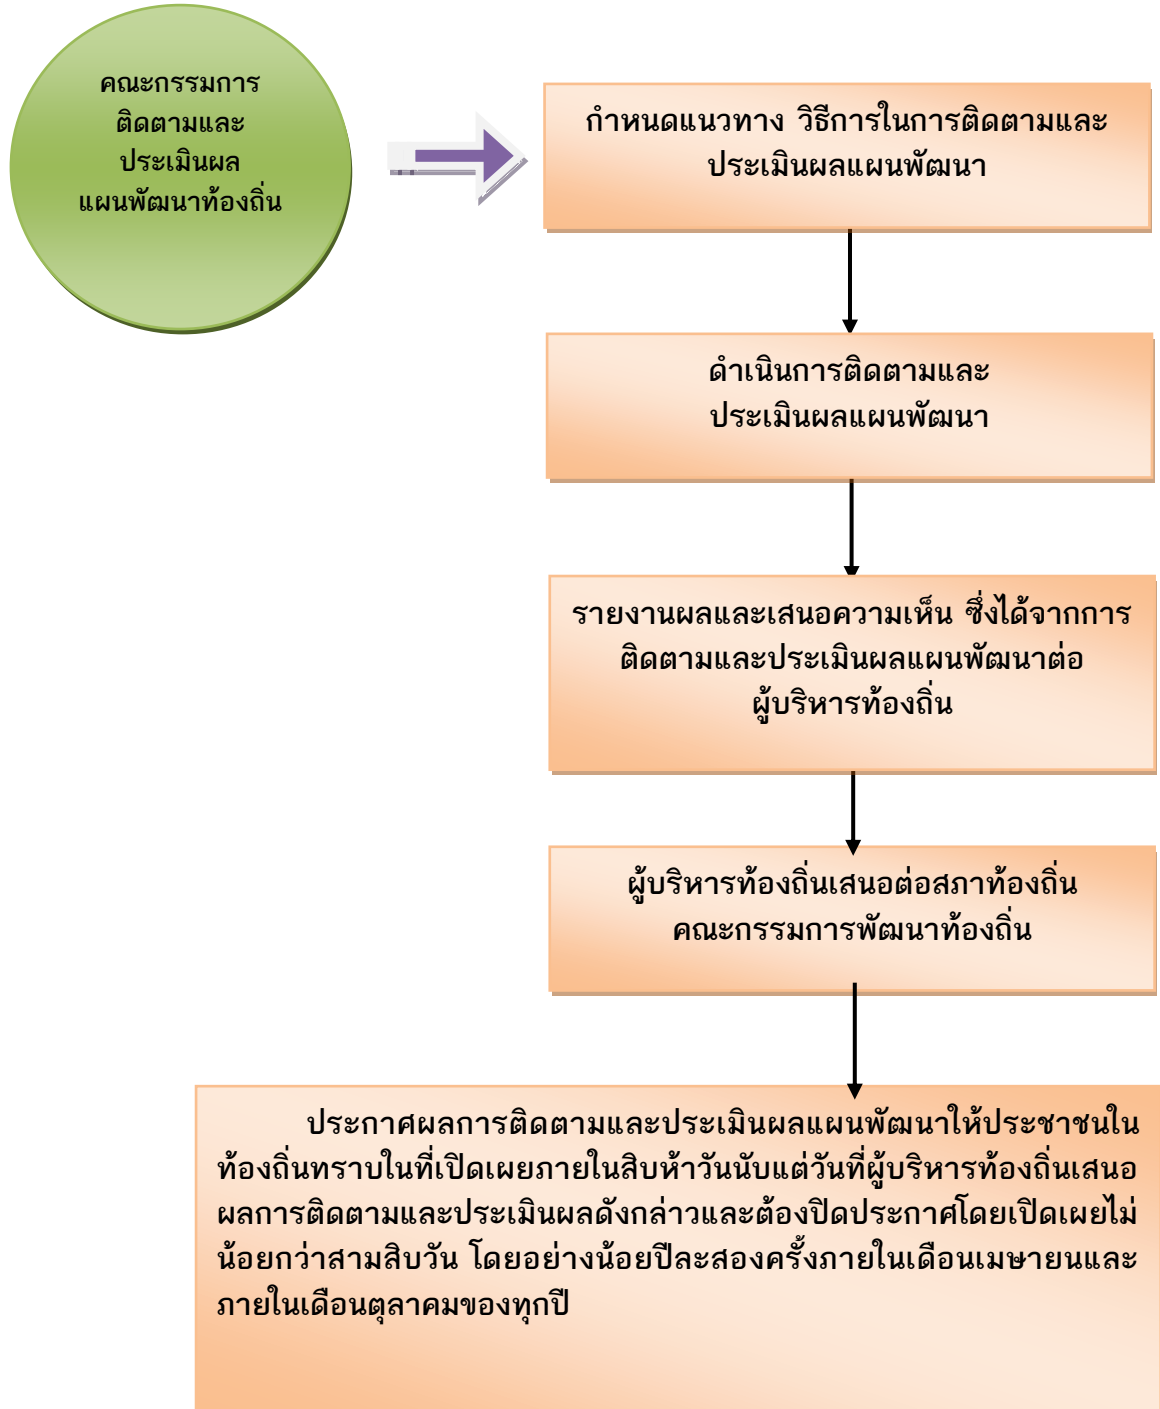 คณะกรรมการ
ติดตามและ
ประเมินผล
แผนพัฒนาท้องถิ่น
กำหนดแนวทาง วิธีการในการติดตามและ
ประเมินผลแผนพัฒนา
ดำเนินการติดตามและ
ประเมินผลแผนพัฒนา
รายงานผลและเสนอความเห็น ซึ่งได้จากการ
ติดตามและประเมินผลแผนพัฒนาต่อ
ผู้บริหารท้องถิ่น
ผู้บริหารท้องถิ่นเสนอต่อสภาท้องถิ่น
คณะกรรมการพัฒนาท้องถิ่น
ประกาศผลการติดตามและประเมินผลแผนพัฒนาให้ประชาชนใน
ท้องถิ่นทราบในที่เปิดเผยภายในสิบห้าวันนับแต่วันที่ผู้บริหารท้องถิ่นเสนอ
ผลการติดตามและประเมินผลดังกล่าวและต้องปิดประกาศโดยเปิดเผยไม่
น้อยกว่าสามสิบวัน โดยอย่างน้อยปีละสองครั้งภายในเดือนเมษายนและ
ภายในเดือนตุลาคมของทุกปี